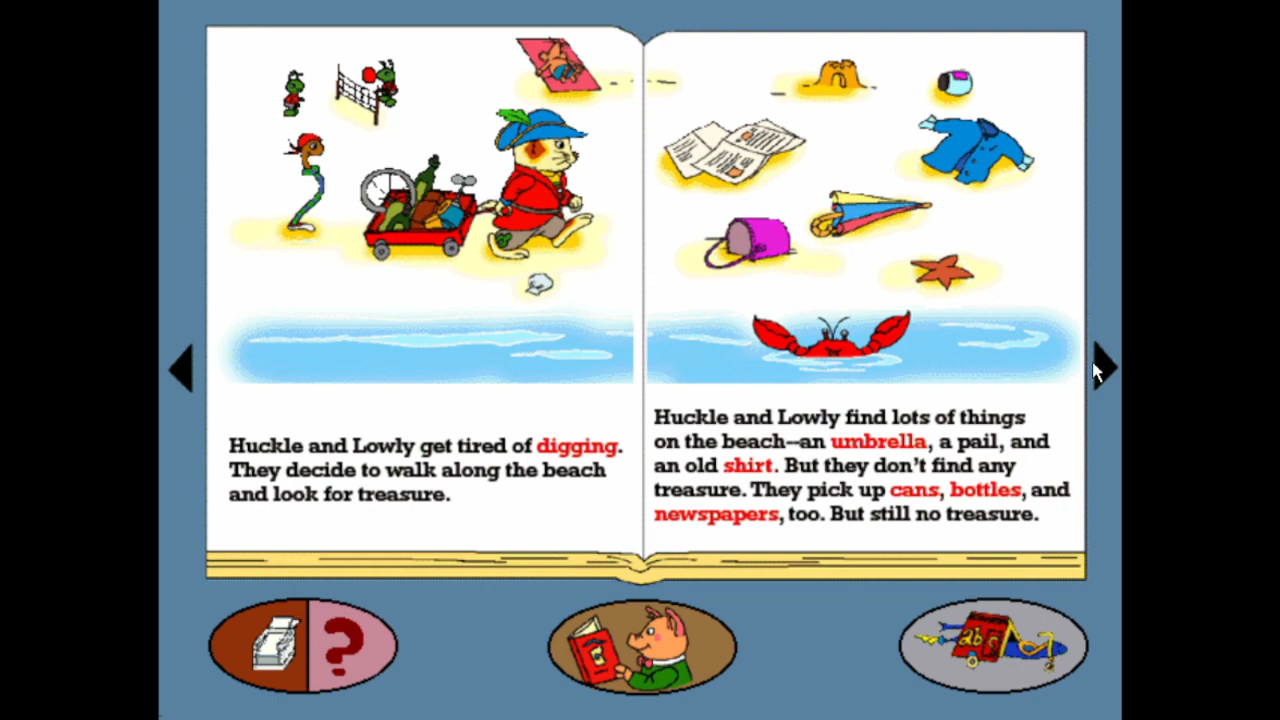 Huckle and Lowly get tired of digging.
They decide to walk along the beach
and look for treasure.
Huckle and Lowly find lots of things
on the beach--an umbrella, a pail, and
an old shirt. But they don't find any
treasure. They pick up cans, bottles, and
newspapers, too. But still no treasure.
?
abc